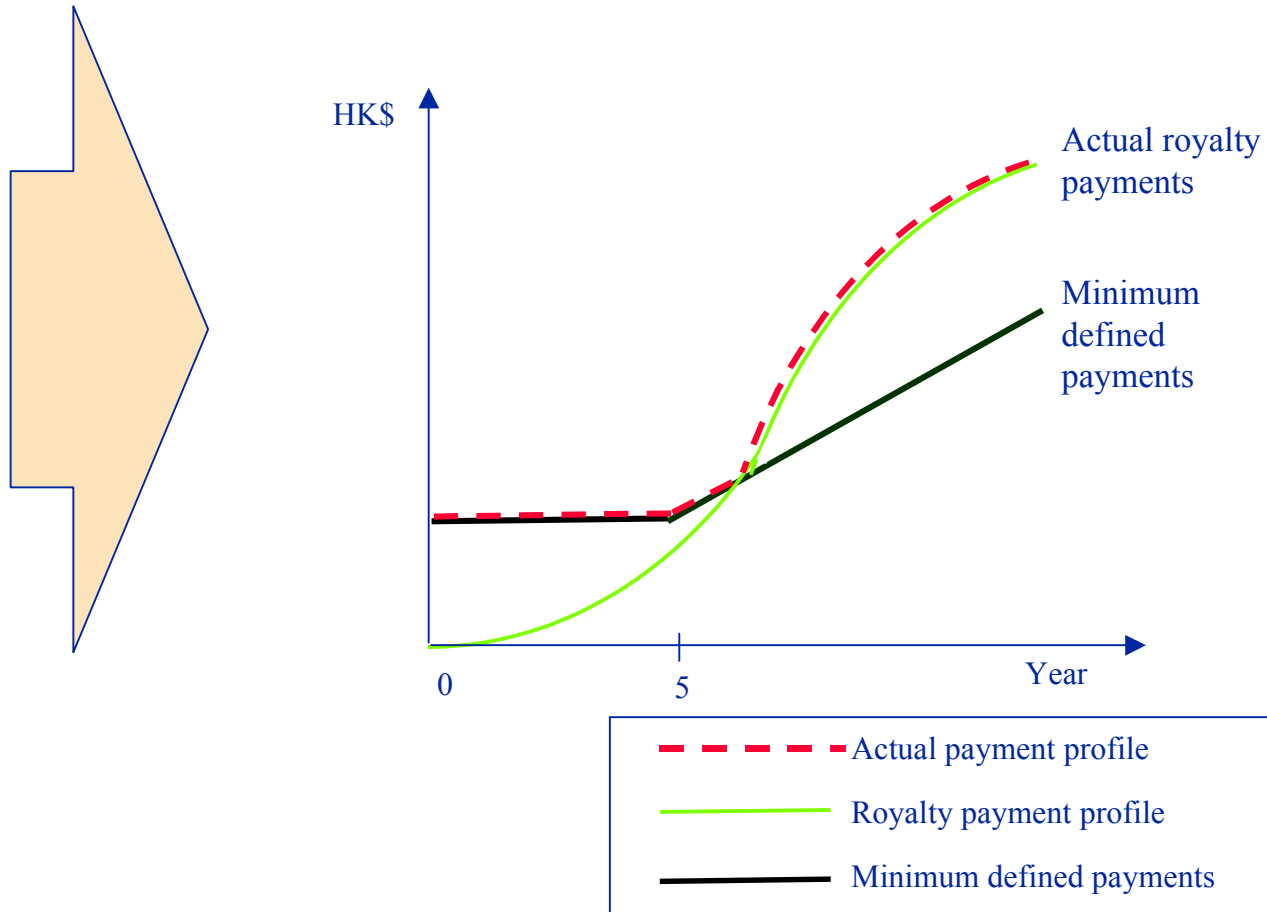 HK$
Actual royalty
payments
Minimum
defined
payments
0
5
Year
Actual payment profile
Royalty payment profile
Minimum defined payments